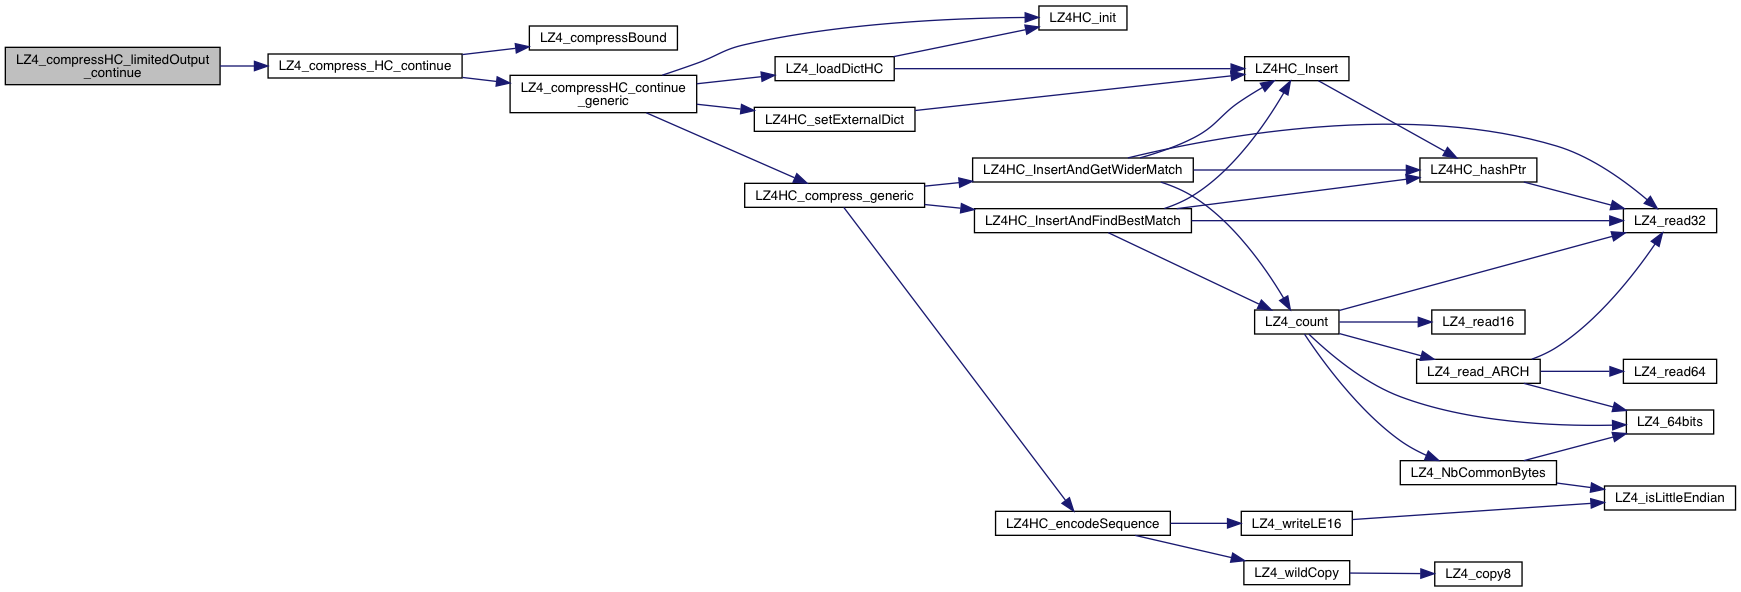 LZ4_compressHC_limitedOutput
_continue
LZ4_compress_HC_continue
LZ4_compressBound
LZ4_compressHC_continue
_generic
LZ4HC_init
LZ4_loadDictHC
LZ4HC_setExternalDict
LZ4HC_compress_generic
LZ4HC_Insert
LZ4HC_InsertAndGetWiderMatch
LZ4HC_InsertAndFindBestMatch
LZ4HC_hashPtr
LZ4_read32
LZ4_count
LZ4_read16
LZ4_read_ARCH
LZ4_read64
LZ4_64bits
LZ4_NbCommonBytes
LZ4_isLittleEndian
LZ4HC_encodeSequence
LZ4_writeLE16
LZ4_wildCopy
LZ4_copy8